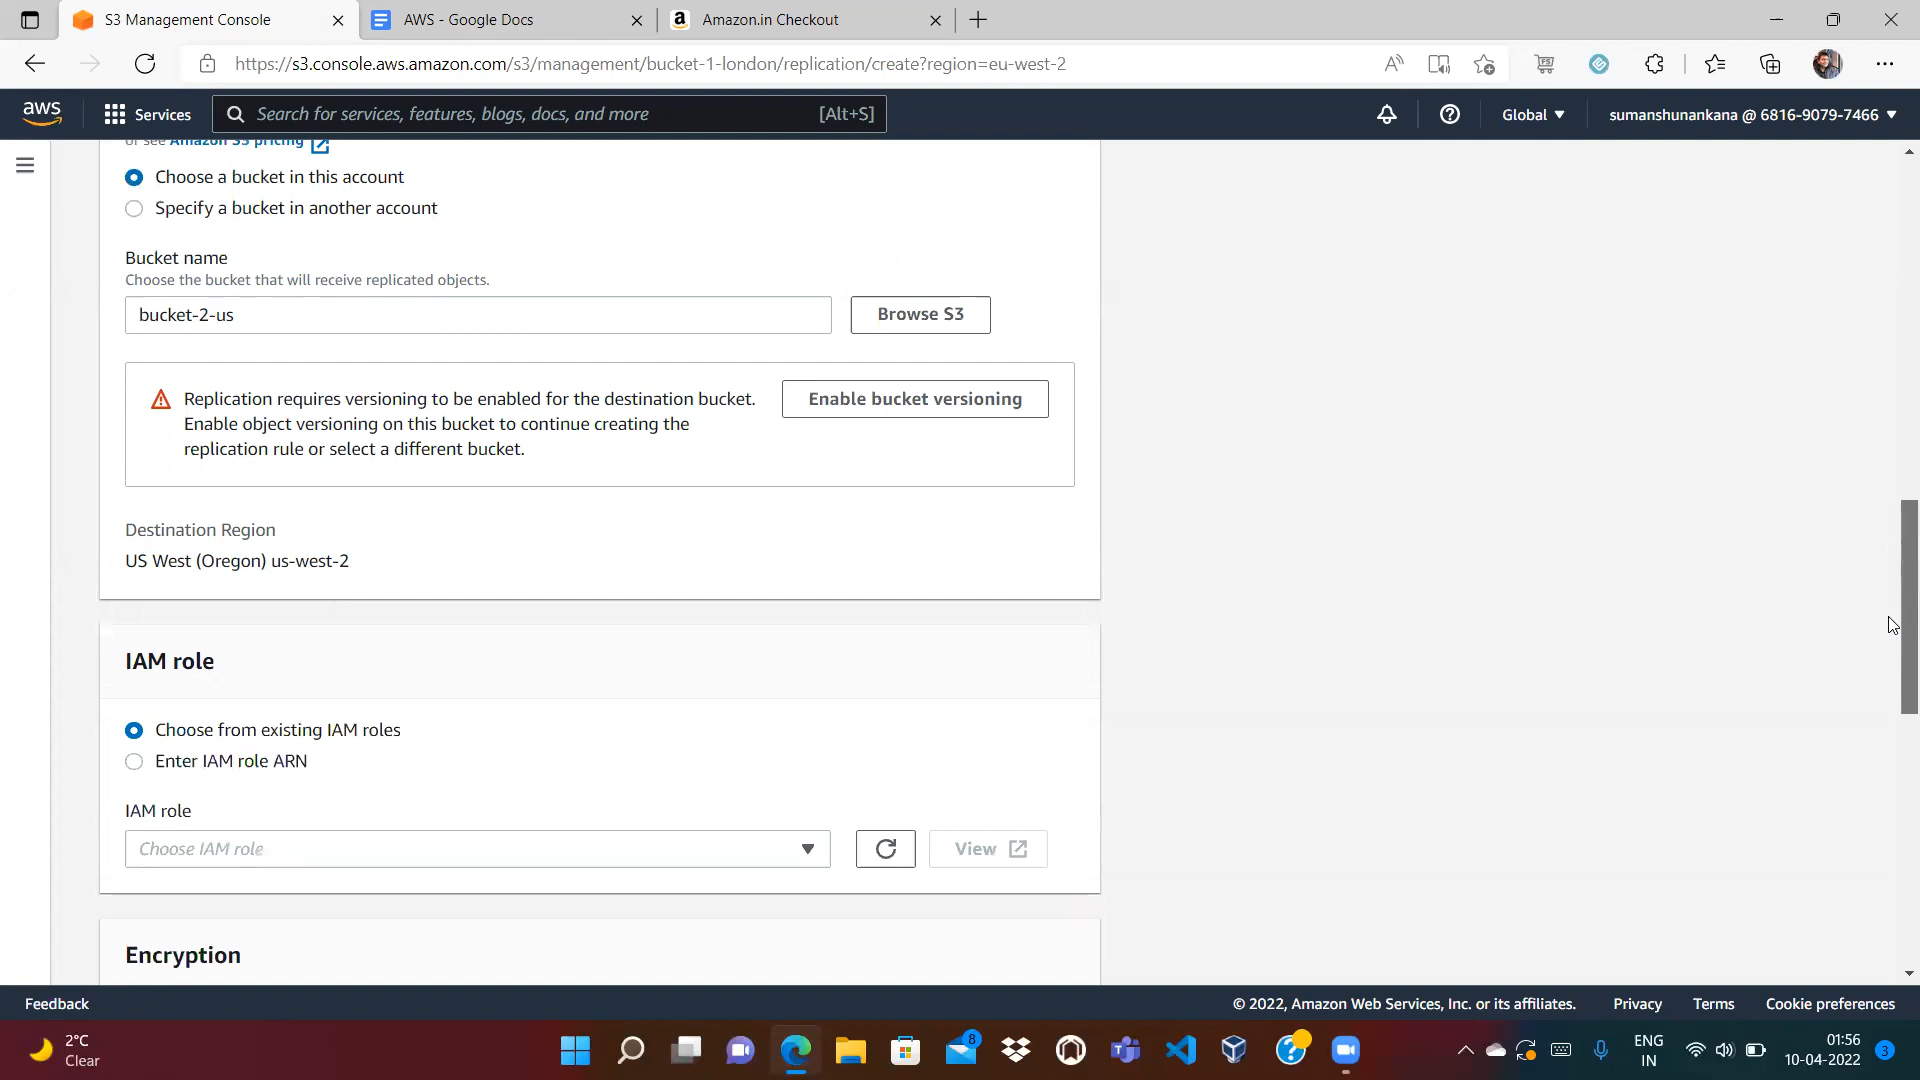 S3 Management Console
AWS - Google Docs
a
Amazon.in Checkout
https://s3.console.aws.amazon.com/s3/management/bucket-1-london/replication/create?region=eu-west-2
aws
Services
Search for services, features, blogs, docs, and more [Alt+S]
Global
sumanshunankana @ 6816-9079-7466
or see Amazon S3 pricing
Choose a bucket in this account
Specify a bucket in another account
Bucket name
Choose the bucket that will receive replicated objects.
bucket-2-us
Browse S3
Replication requires versioning to be enabled for the destination bucket.
Enable object versioning on this bucket to continue creating the
replication rule or select a different bucket.
Enable bucket versioning
Destination Region
US West (Oregon) us-west-2
IAM role
Choose from existing IAM roles
Enter IAM role ARN
IAM role
Choose IAM role
View
Encryption
Feedback
© 2022, Amazon Web Services, Inc. or its affiliates.
Privacy
Terms
Cookie preferences
2°C
Clear
8
ENG
IN
01:56
10-04-2022
3